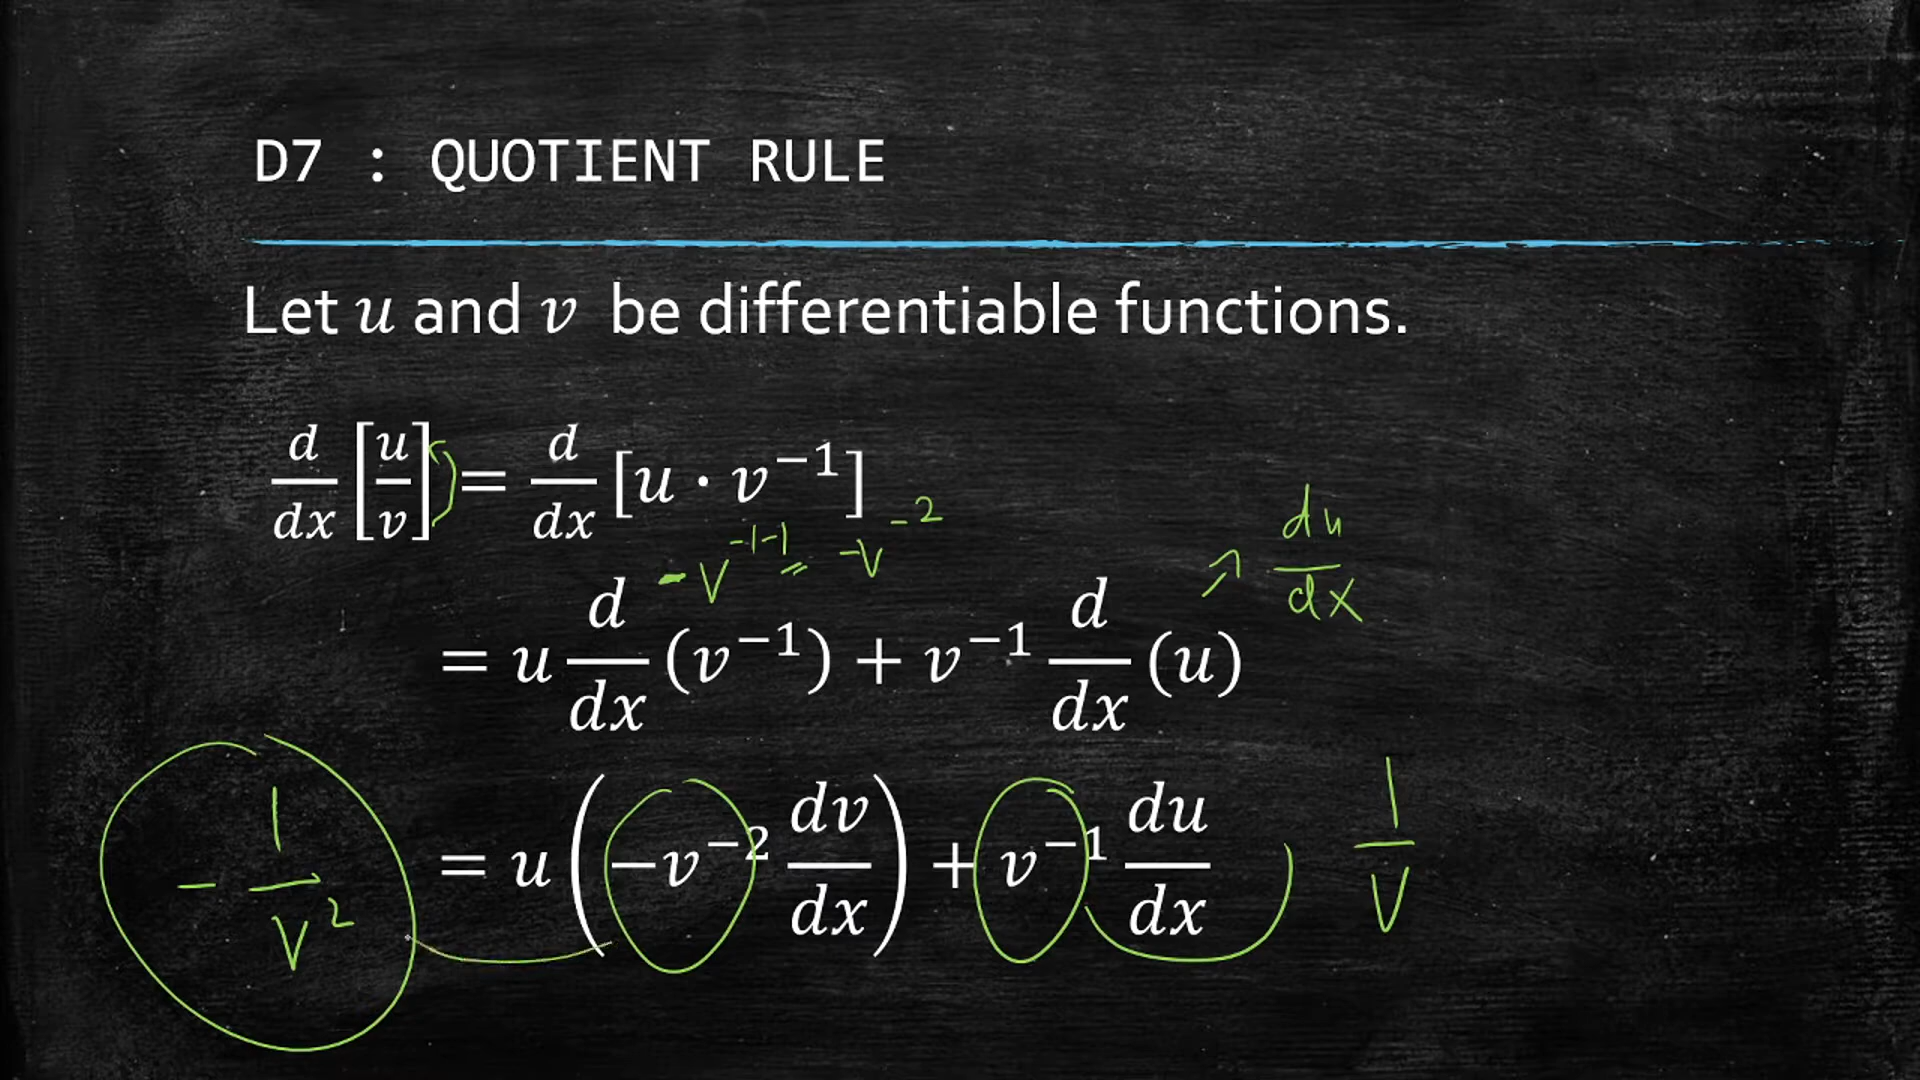 D7 : QUOTIENT RULE
Let u and v be differentiable functions.
d/dx [u/v] = d/dx [u · v⁻¹]
-v⁻¹⁻¹ = -v⁻²
du/dx
= u d/dx (v⁻¹) + v⁻¹ d/dx (u)
- 1/v²
= u (−v⁻² dv/dx) + v⁻¹ du/dx
1/v